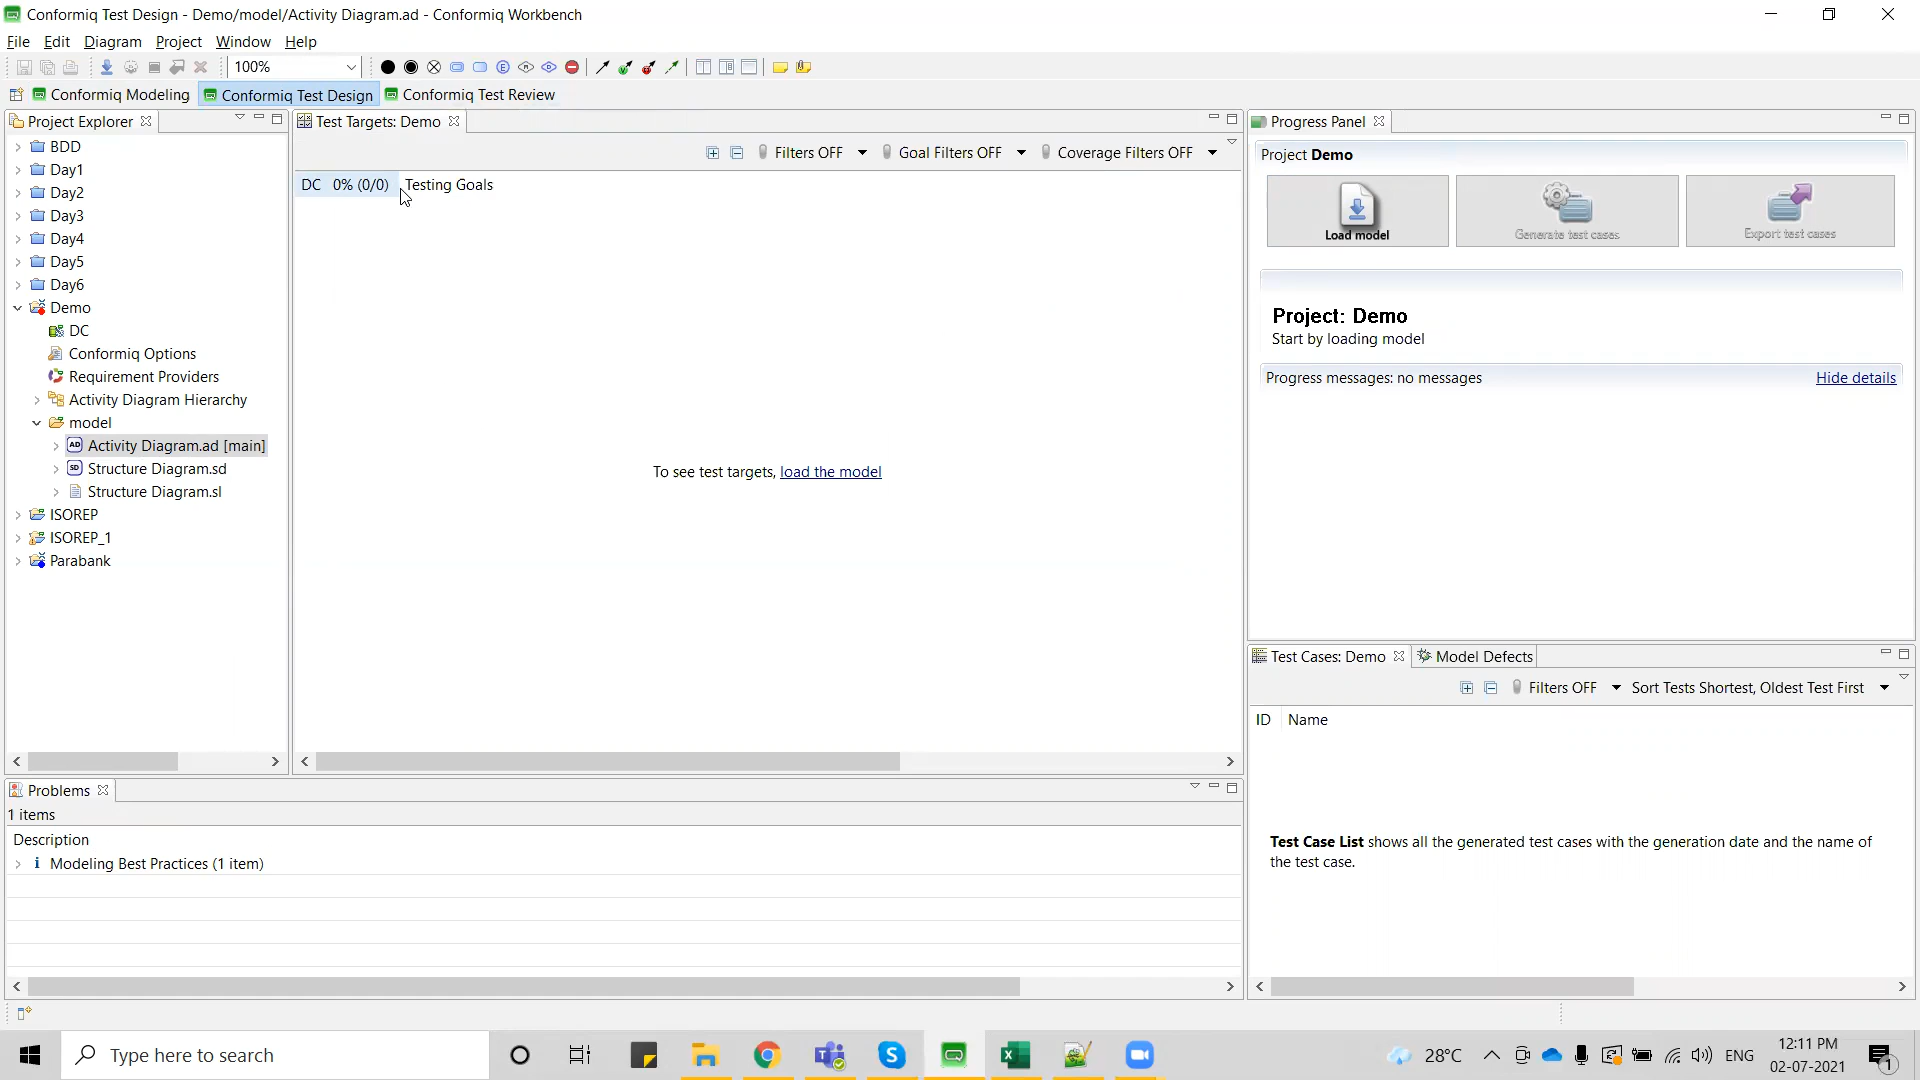 Conformiq Test Design - Demo/model/Activity Diagram.ad - Conformiq Workbench
File Edit Diagram Project Window Help
100%
Conformiq Modeling Conformiq Test Design Conformiq Test Review
Project Explorer
BDD
Day1
Day2
Day3
Day4
Day5
Day6
Demo
DC
Conformiq Options
Requirement Providers
Activity Diagram Hierarchy
model
AD Activity Diagram.ad [main]
SD Structure Diagram.sd
Structure Diagram.sl
ISOREP
ISOREP_1
Parabank
Test Targets: Demo
Filters OFF Goal Filters OFF Coverage Filters OFF
DC 0% (0/0) Testing Goals
To see test targets, load the model
Progress Panel
Project Demo
Load model Generate test cases Export test cases
Project: Demo
Start by loading model
Progress messages: no messages Hide details
Test Cases: Demo Model Defects
Filters OFF Sort Tests Shortest, Oldest Test First
ID Name
Test Case List shows all the generated test cases with the generation date and the name of
the test case.
Problems
1 items
Description
i Modeling Best Practices (1 item)
Type here to search
28°C ENG
12:11 PM
02-07-2021
1